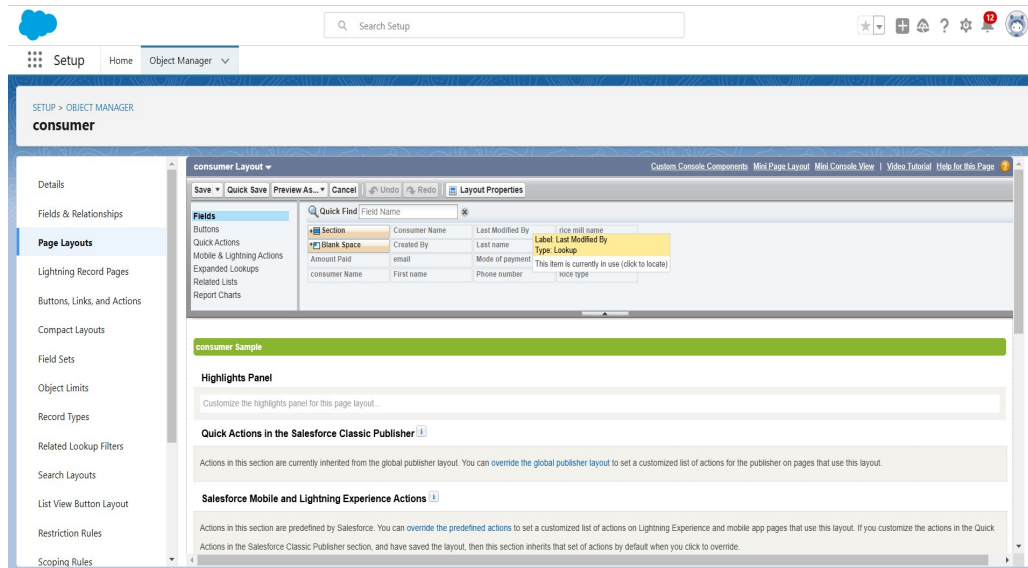 Search Setup
12
Setup Home Object Manager
SETUP > OBJECT MANAGER
consumer
Details
Fields & Relationships
Page Layouts
Lightning Record Pages
Buttons, Links, and Actions
Compact Layouts
Field Sets
Object Limits
Record Types
Related Lookup Filters
Search Layouts
List View Button Layout
Restriction Rules
Scoping Rules
consumer Layout
Custom Console Components Mini Page Layout Mini Console View | Video Tutorial Help for this Page
Save Quick Save Preview As... Cancel Undo Redo Layout Properties
Fields
Buttons
Quick Actions
Mobile & Lightning Actions
Expanded Lookups
Related Lists
Report Charts
Quick Find Field Name
Section Consumer Name Last Modified By rice mill name
Blank Space Created By Last name
Amount Paid email Mode of payment
consumer Name First name Phone number Rice type
Label: Last Modified By
Type: Lookup
This item is currently in use (click to locate)
consumer Sample
Highlights Panel
Customize the highlights panel for this page layout...
Quick Actions in the Salesforce Classic Publisher
Actions in this section are currently inherited from the global publisher layout. You can override the global publisher layout to set a customized list of actions for the publisher on pages that use this layout.
Salesforce Mobile and Lightning Experience Actions
Actions in this section are predefined by Salesforce. You can override the predefined actions to set a customized list of actions on Lightning Experience and mobile app pages that use this layout. If you customize the actions in the Quick
Actions in the Salesforce Classic Publisher section, and have saved the layout, then this section inherits that set of actions by default when you click to override.